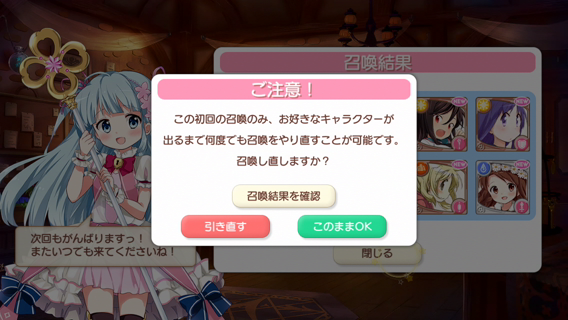 召喚結果
ご注意！
この初回の召喚のみ、お好きなキャラクターが
出るまで何度でも召喚をやり直すことが可能です。
召喚し直しますか？
召喚結果を確認
引き直す
このままOK
NEW
NEW
NEW
NEW
次回もがんばりますっ！
またいつでも来てくださいね！
閉じる